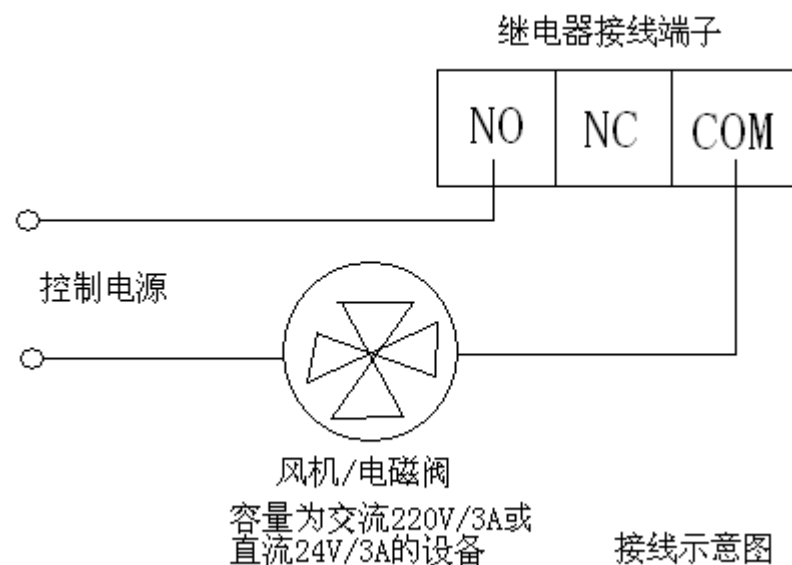 继电器接线端子
NO NC COM
控制电源
风机/电磁阀
容量为交流220V/3A或
直流24V/3A的设备
接线示意图